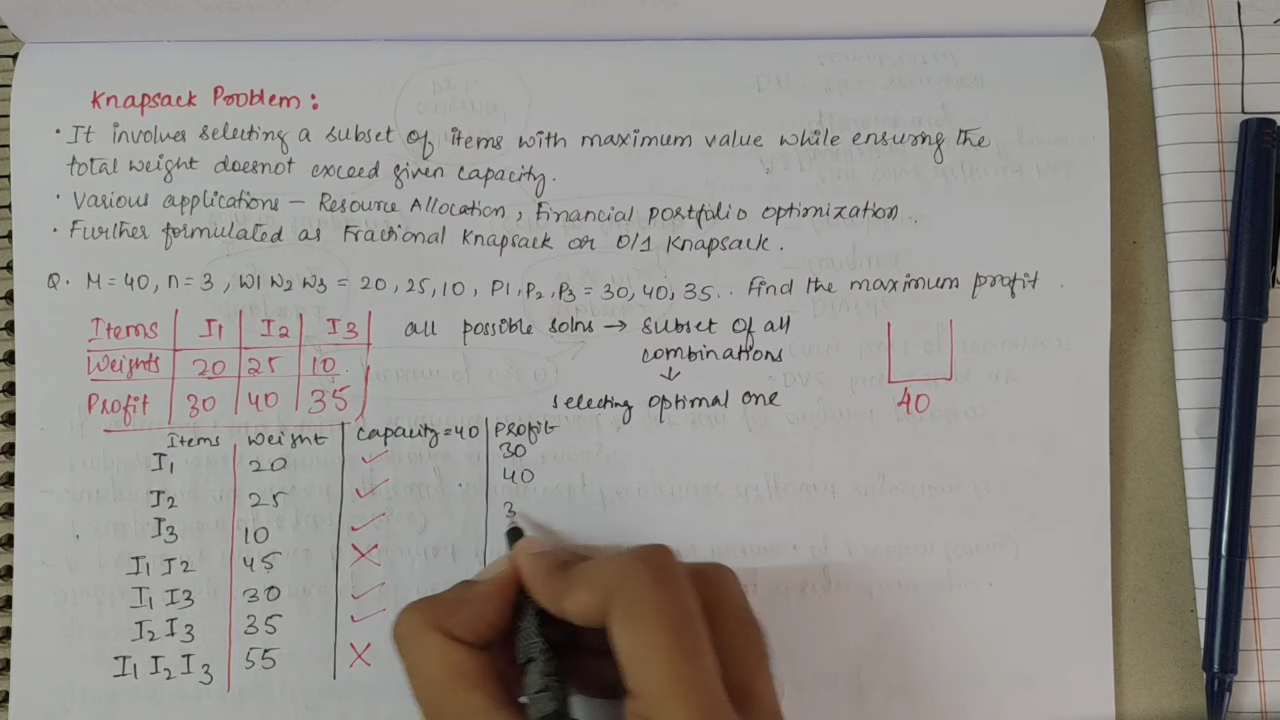 Knapsack Problem:
• It involves selecting a subset of items with maximum value while ensuring the
total weight doesnot exceed given capacity.
• Various applications – Resource Allocation, Financial portfolio optimization.
• Further formulated as Fractional Knapsack or 0/1 Knapsack.
Q. M=40, n=3, W1 W2 W3 = 20, 25, 10, P1, P2, P3 = 30, 40, 35.. Find the maximum profit.
Items I1 I2 I3
Weights 20 25 10
Profit 30 40 35
all possible solns → subset of all
combinations
↓
selecting optimal one
40
Items Weight Capacity=40 Profit
I1 20 ✓ 30
I2 25 ✓ 40
I3 10 ✓ 3
I1 I2 45 X
I1 I3 30 ✓
I2 I3 35 ✓
I1 I2 I3 55 X